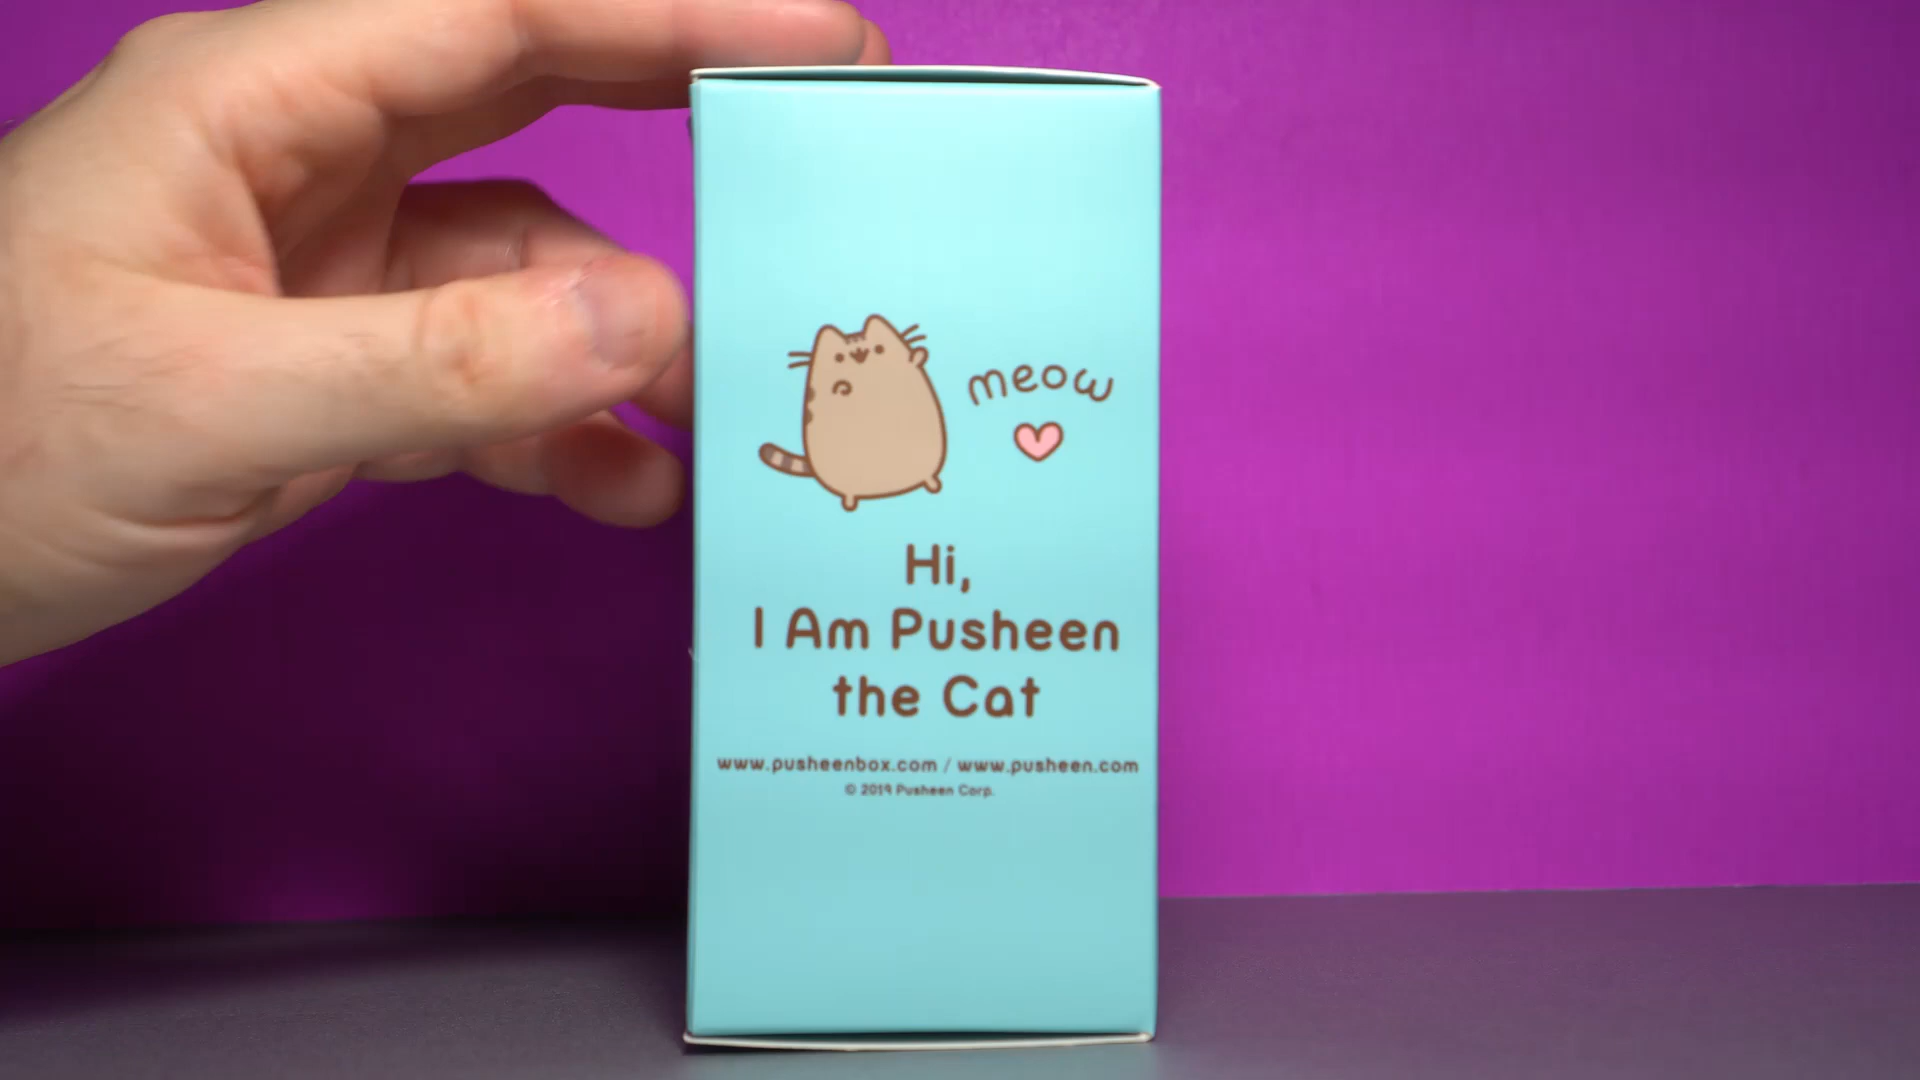 meow
Hi,
I Am Pusheen
the Cat
www.pusheenbox.com / www.pusheen.com
© 2019 Pusheen Corp.